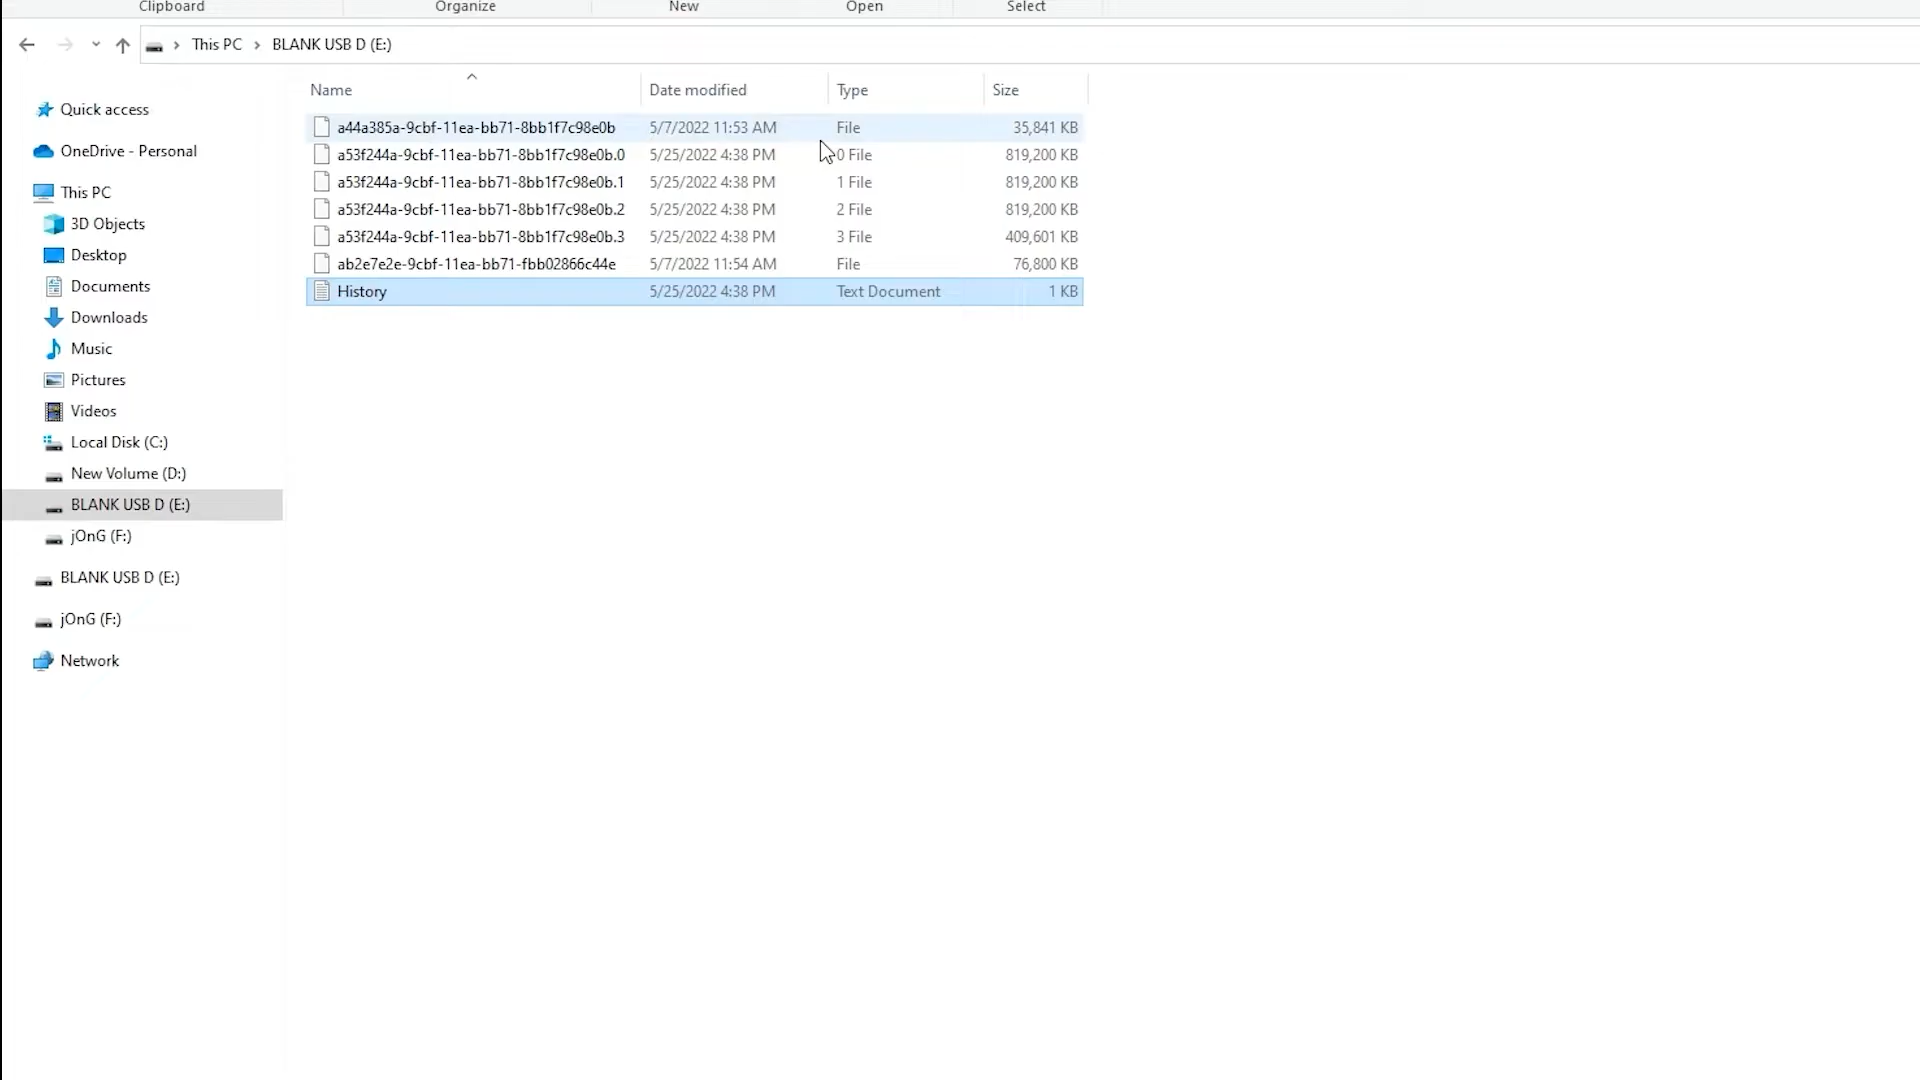 Clipboard Organize New Open Select
This PC BLANK USB D (E:)
Name Date modified Type Size
Quick access
OneDrive - Personal
This PC
3D Objects
Desktop
Documents
Downloads
Music
Pictures
Videos
Local Disk (C:)
New Volume (D:)
BLANK USB D (E:)
jOnG (F:)
BLANK USB D (E:)
jOnG (F:)
Network
a44a385a-9cbf-11ea-bb71-8bb1f7c98e0b 5/7/2022 11:53 AM File 35,841 KB
a53f244a-9cbf-11ea-bb71-8bb1f7c98e0b.0 5/25/2022 4:38 PM 0 File 819,200 KB
a53f244a-9cbf-11ea-bb71-8bb1f7c98e0b.1 5/25/2022 4:38 PM 1 File 819,200 KB
a53f244a-9cbf-11ea-bb71-8bb1f7c98e0b.2 5/25/2022 4:38 PM 2 File 819,200 KB
a53f244a-9cbf-11ea-bb71-8bb1f7c98e0b.3 5/25/2022 4:38 PM 3 File 409,601 KB
ab2e7e2e-9cbf-11ea-bb71-fbb02866c44e 5/7/2022 11:54 AM File 76,800 KB
History 5/25/2022 4:38 PM Text Document 1 KB